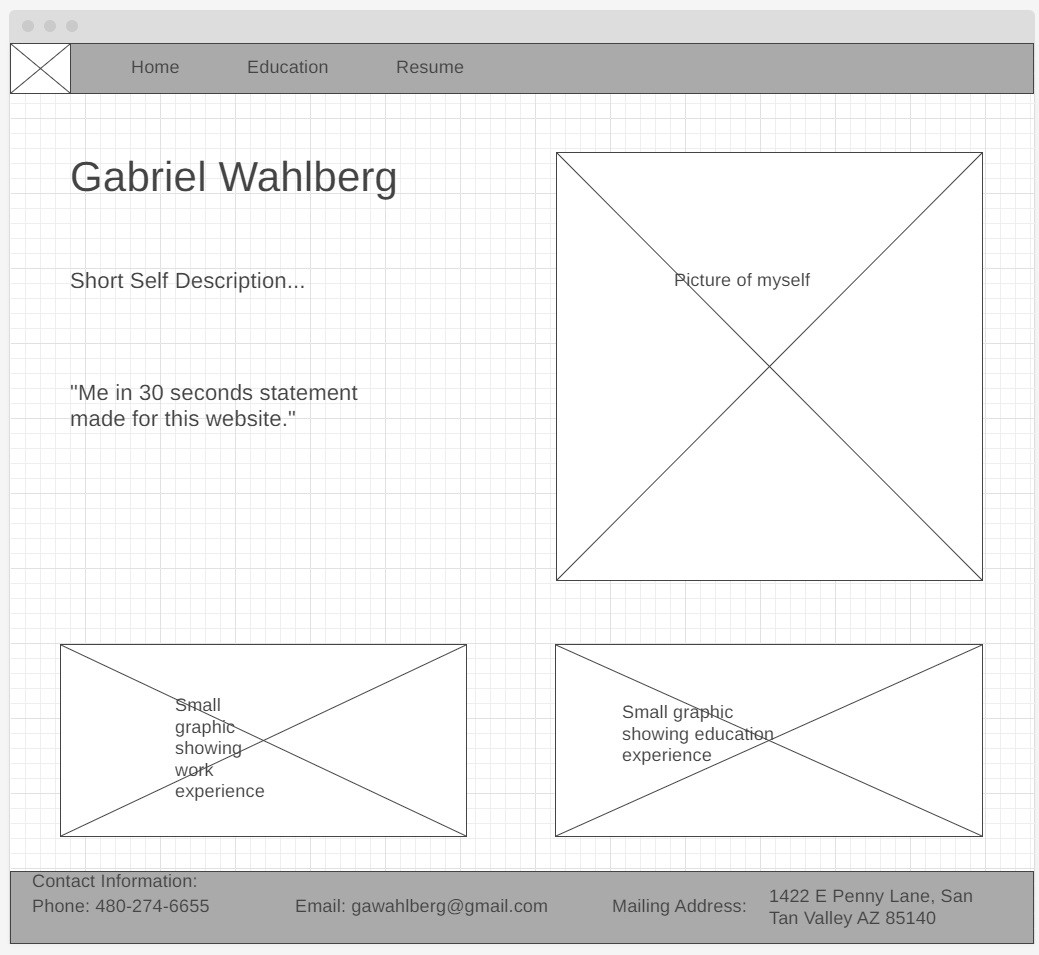 Home Education Resume
Gabriel Wahlberg
Short Self Description...
"Me in 30 seconds statement
made for this website."
Picture of myself
Small
graphic
showing
work
experience
Small graphic
showing education
experience
Contact Information:
Phone: 480-274-6655
Email: gawahlberg@gmail.com
Mailing Address:
1422 E Penny Lane, San
Tan Valley AZ 85140